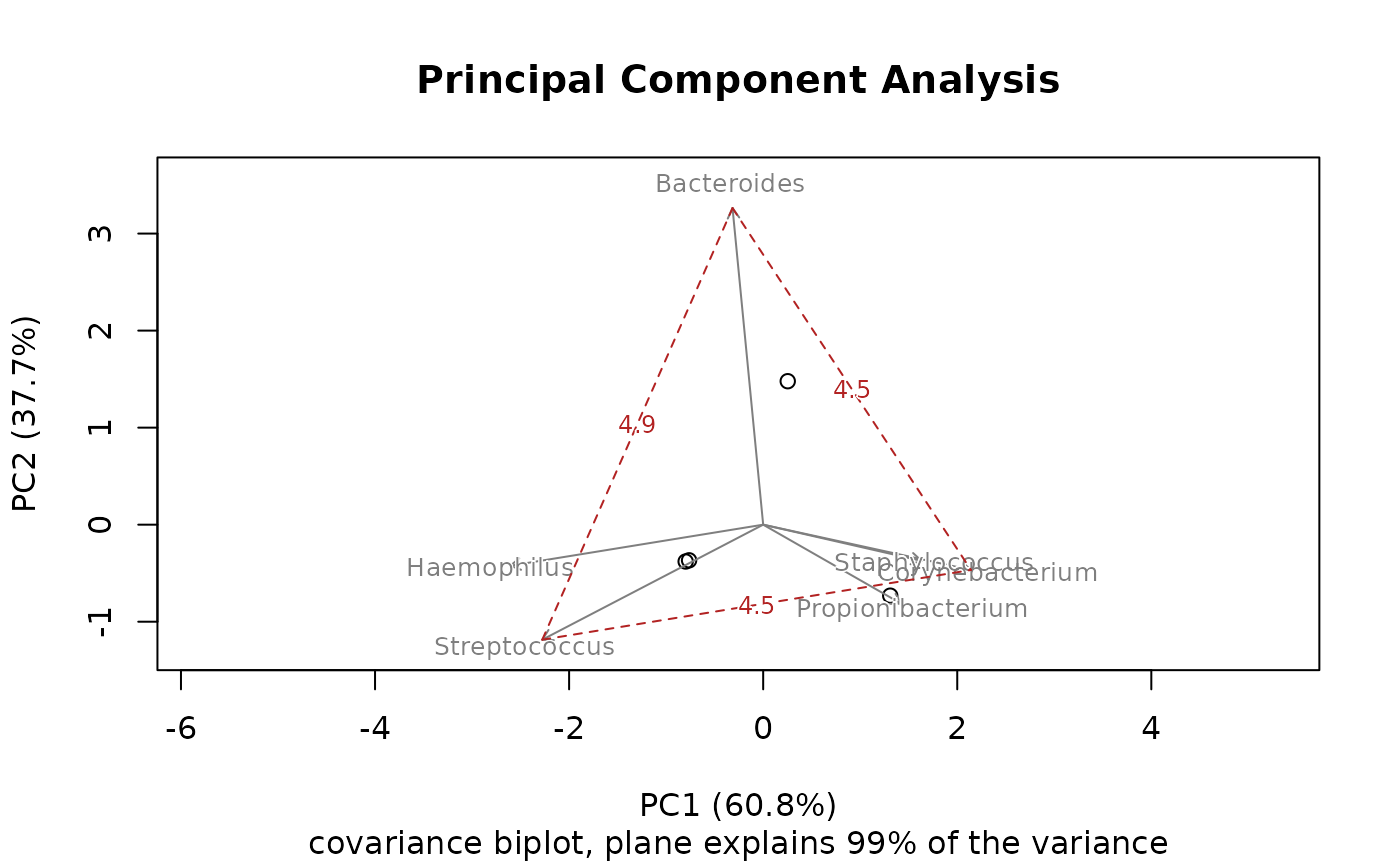 Principal Component Analysis
Bacteroides
3
2
4.5
4.9
1
PC2 (37.7%)
0
Staphylococcus
Haemophilus
Corynebacterium
4.5
Propionibacterium
-1
Streptococcus
-6
-4
-2
0
2
4
PC1 (60.8%)
covariance biplot, plane explains 99% of the variance